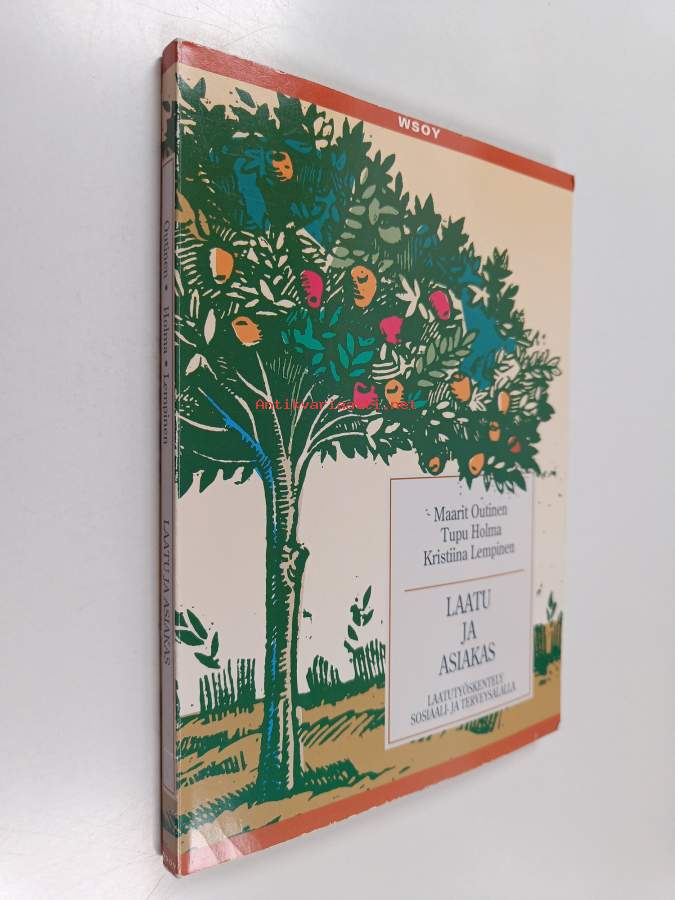 WSOY
Antikvariaatti.net
Maarit Outinen
Tupu Holma
Kristiina Lempinen
LAATU
JA
ASIAKAS
LAATUTYÖSKENTELY
SOSIAALI- JA TERVEYSALALLA
Outinen • Holma • Lempinen LAATU JA ASIAKAS
WSOY